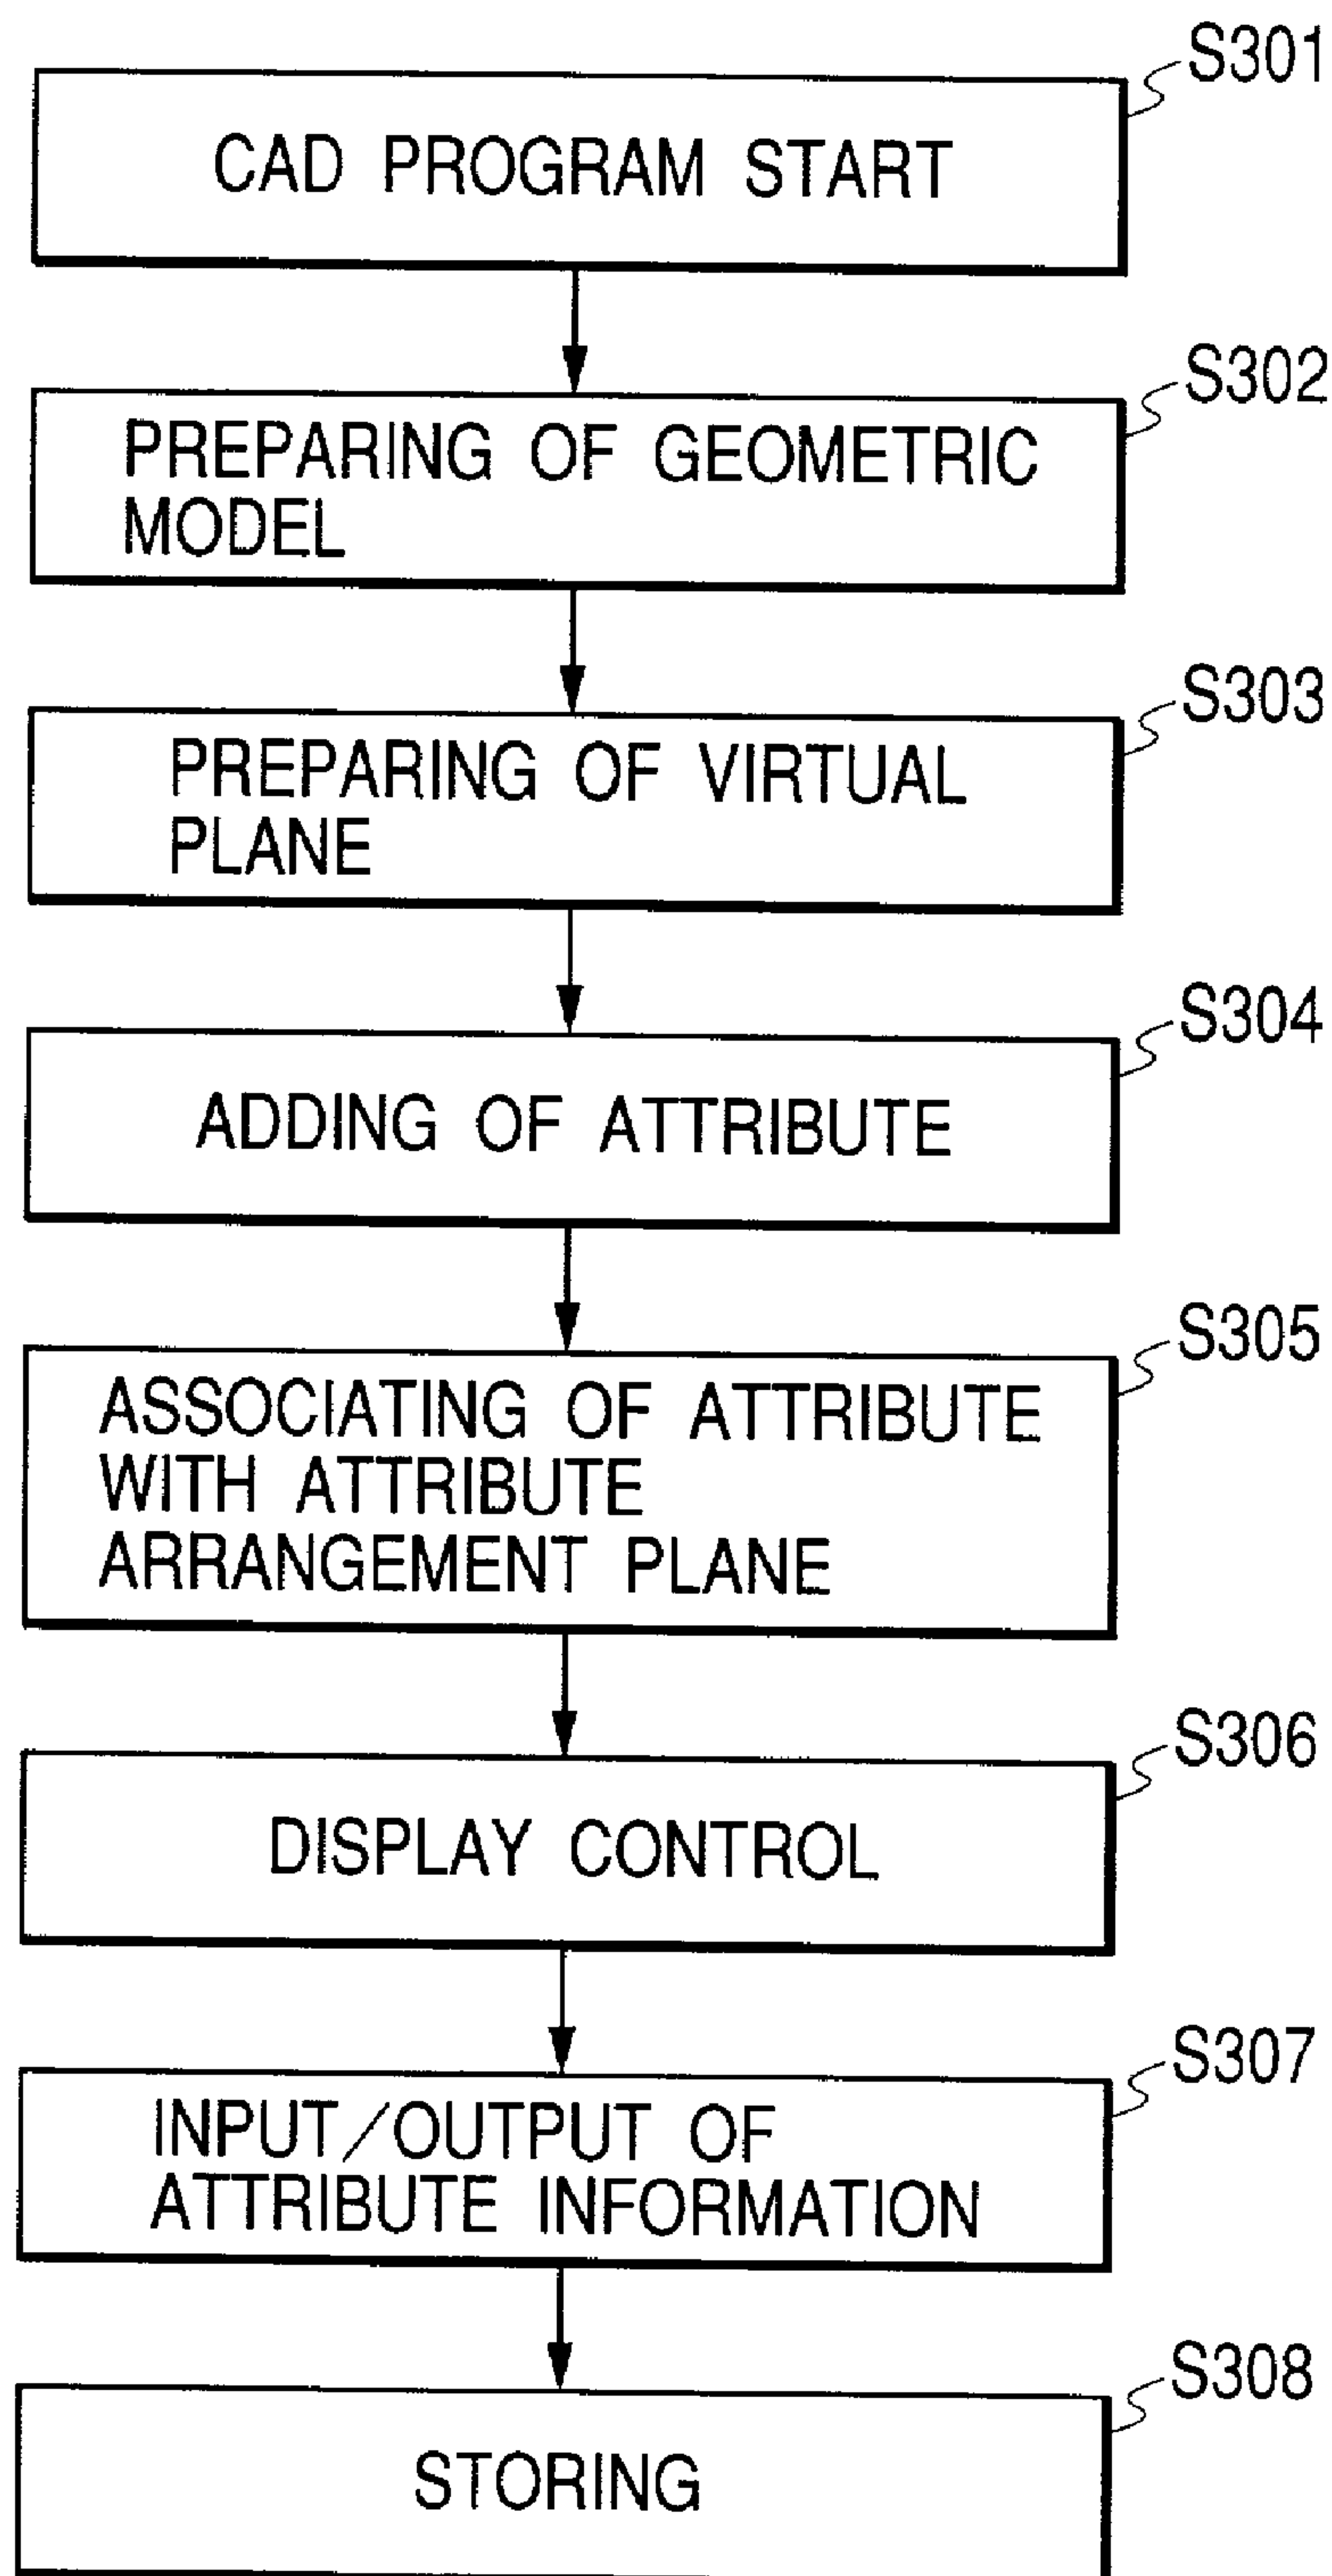 S301
CAD PROGRAM START
S302
PREPARING OF GEOMETRIC
MODEL
S303
PREPARING OF VIRTUAL
PLANE
S304
ADDING OF ATTRIBUTE
S305
ASSOCIATING OF ATTRIBUTE
WITH ATTRIBUTE
ARRANGEMENT PLANE
S306
DISPLAY CONTROL
S307
INPUT/OUTPUT OF
ATTRIBUTE INFORMATION
S308
STORING